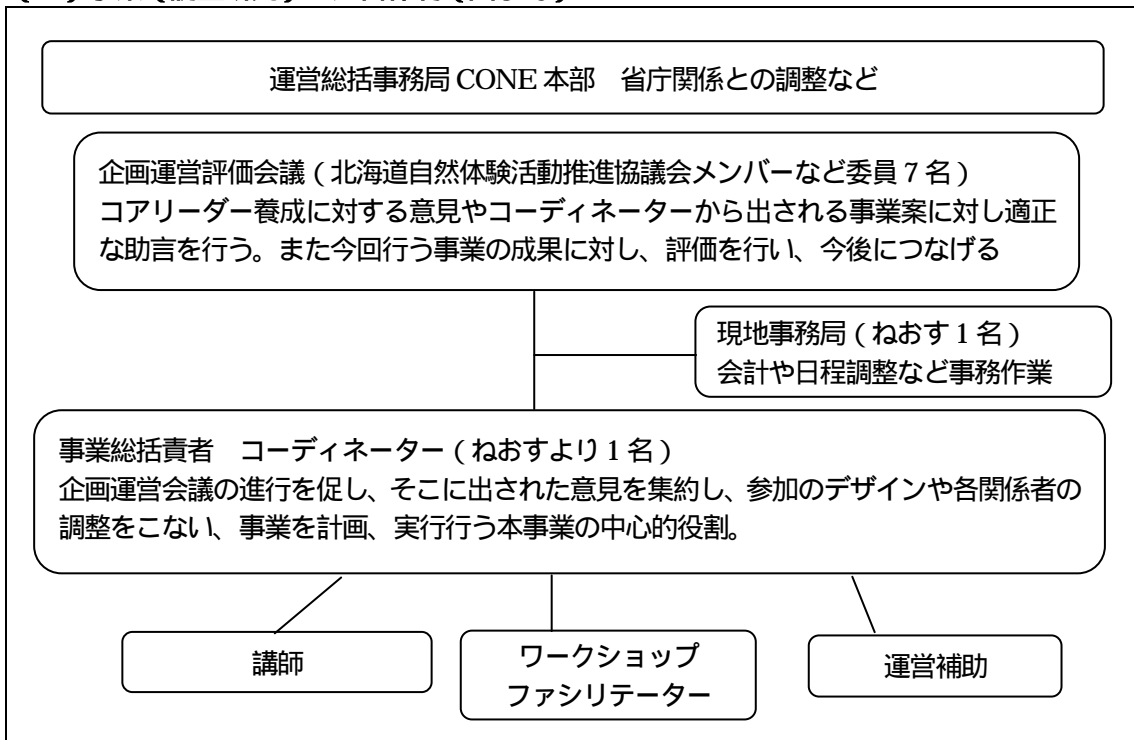 運営総括事務局 CONE 本部　省庁関係との調整など
企画運営評価会議（北海道自然体験活動推進協議会メンバーなど委員 7 名）
コアリーダー養成に対する意見やコーディネーターから出される事業案に対し適正
な助言を行う。また今回行う事業の成果に対し、評価を行い、今後につなげる
現地事務局（ねおす 1 名）
会計や日程調整など事務作業
事業総括責者　コーディネーター（ねおすより 1 名）
企画運営会議の進行を促し、そこに出された意見を集約し、参加のデザインや各関係者の
調整をこない、事業を計画、実行行う本事業の中心的役割。
講師
ワークショップ
ファシリテーター
運営補助